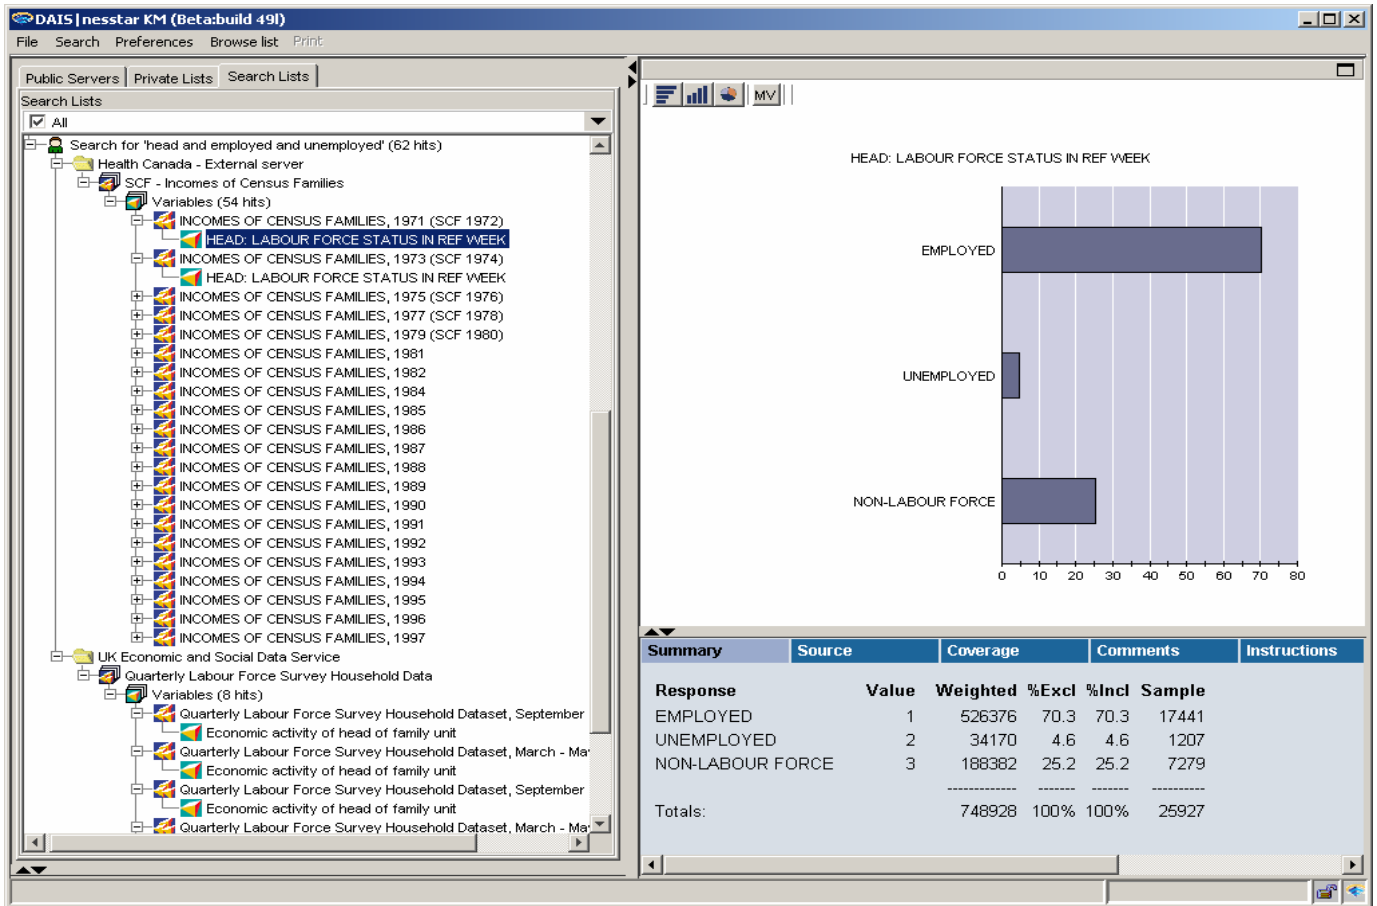 DAIS|nesstar KM (Beta:build 49l)
File Search Preferences Browse list Print
Public Servers Private Lists Search Lists
Search Lists
All
Search for 'head and employed and unemployed' (62 hits)
Health Canada - External server
SCF - Incomes of Census Families
Variables (54 hits)
INCOMES OF CENSUS FAMILIES, 1971 (SCF 1972)
HEAD: LABOUR FORCE STATUS IN REF WEEK
INCOMES OF CENSUS FAMILIES, 1973 (SCF 1974)
HEAD: LABOUR FORCE STATUS IN REF WEEK
INCOMES OF CENSUS FAMILIES, 1975 (SCF 1976)
INCOMES OF CENSUS FAMILIES, 1977 (SCF 1978)
INCOMES OF CENSUS FAMILIES, 1979 (SCF 1980)
INCOMES OF CENSUS FAMILIES, 1981
INCOMES OF CENSUS FAMILIES, 1982
INCOMES OF CENSUS FAMILIES, 1984
INCOMES OF CENSUS FAMILIES, 1985
INCOMES OF CENSUS FAMILIES, 1986
INCOMES OF CENSUS FAMILIES, 1987
INCOMES OF CENSUS FAMILIES, 1988
INCOMES OF CENSUS FAMILIES, 1989
INCOMES OF CENSUS FAMILIES, 1990
INCOMES OF CENSUS FAMILIES, 1991
INCOMES OF CENSUS FAMILIES, 1992
INCOMES OF CENSUS FAMILIES, 1993
INCOMES OF CENSUS FAMILIES, 1994
INCOMES OF CENSUS FAMILIES, 1995
INCOMES OF CENSUS FAMILIES, 1996
INCOMES OF CENSUS FAMILIES, 1997
UK Economic and Social Data Service
Quarterly Labour Force Survey Household Data
Variables (8 hits)
Quarterly Labour Force Survey Household Dataset, September
Economic activity of head of family unit
Quarterly Labour Force Survey Household Dataset, March - Ma
Economic activity of head of family unit
Quarterly Labour Force Survey Household Dataset, September
Economic activity of head of family unit
Quarterly Labour Force Survey Household Dataset, March - Ma
MV
HEAD: LABOUR FORCE STATUS IN REF WEEK
EMPLOYED
UNEMPLOYED
NON-LABOUR FORCE
0 10 20 30 40 50 60 70 80
Summary Source Coverage Comments Instructions
Response Value Weighted %Excl %Incl Sample
EMPLOYED 1 526376 70.3 70.3 17441
UNEMPLOYED 2 34170 4.6 4.6 1207
NON-LABOUR FORCE 3 188382 25.2 25.2 7279
------------- ------- ------- ----------
Totals: 748928 100% 100% 25927